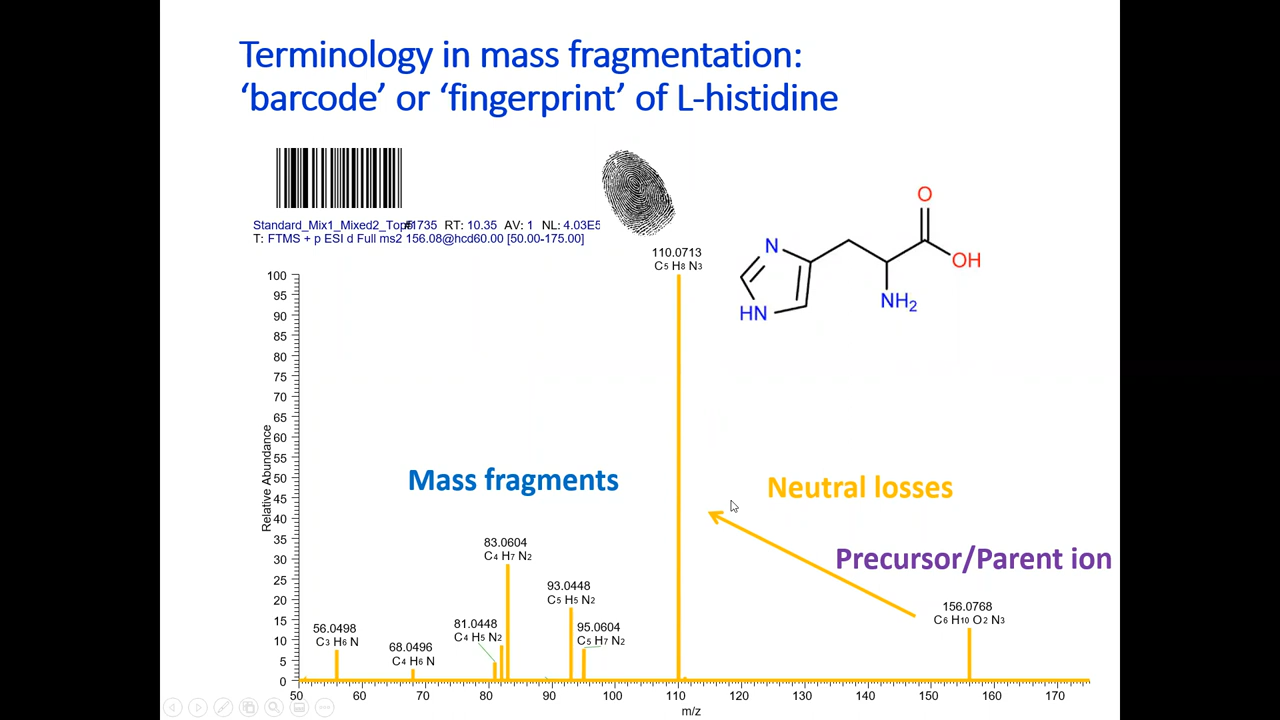 Terminology in mass fragmentation:
‘barcode’ or ‘fingerprint’ of L-histidine
Standard_Mix1_Mixed2_Top5#1735 RT: 10.35 AV: 1 NL: 4.03E5
T: FTMS + p ESI d Full ms2 156.08@hcd60.00 [50.00-175.00]
O
N
OH
NH2
HN
110.0713
C5 H8 N3
100
95
90
85
80
75
70
65
60
55
50
45
40
35
30
25
20
15
10
5
0
Relative Abundance
Mass fragments
Neutral losses
Precursor/Parent ion
83.0604
C4 H7 N2
93.0448
C5 H5 N2
156.0768
C6 H10 O2 N3
56.0498
C3 H6 N
81.0448
C4 H5 N2
95.0604
C5 H7 N2
68.0496
C4 H6 N
50 60 70 80 90 100 110 120 130 140 150 160 170
m/z